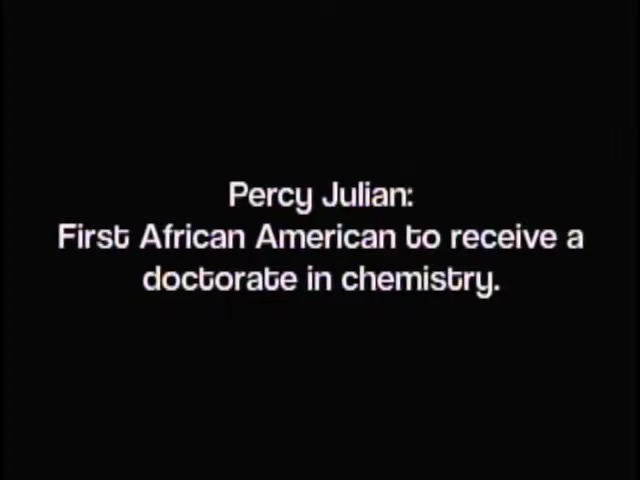 Percy Julian:
First African American to receive a
doctorate in chemistry.